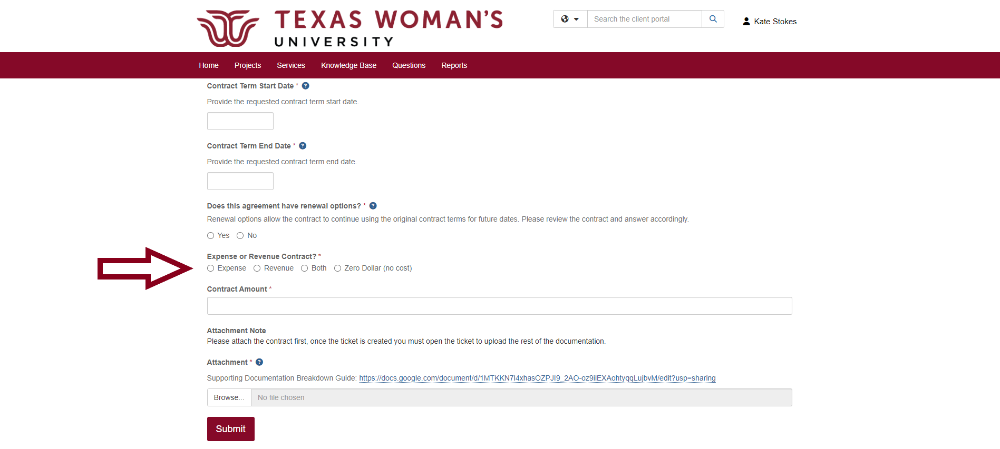 TEXAS WOMAN'S
UNIVERSITY
Search the client portal
Kate Stokes
Home Projects Services Knowledge Base Questions Reports
Contract Term Start Date * ?
Provide the requested contract term start date.
Contract Term End Date * ?
Provide the requested contract term end date.
Does this agreement have renewal options? * ?
Renewal options allow the contract to continue using the original contract terms for future dates. Please review the contract and answer accordingly.
Yes No
Expense or Revenue Contract? *
Expense Revenue Both Zero Dollar (no cost)
Contract Amount *
Attachment Note
Please attach the contract first, once the ticket is created you must open the ticket to upload the rest of the documentation.
Attachment * ?
Supporting Documentation Breakdown Guide: https://docs.google.com/document/d/1MTKKN7I4xhasOZPJI9_2AO-oz9ilEXAohtyqqLujbvM/edit?usp=sharing
Browse... No file chosen
Submit